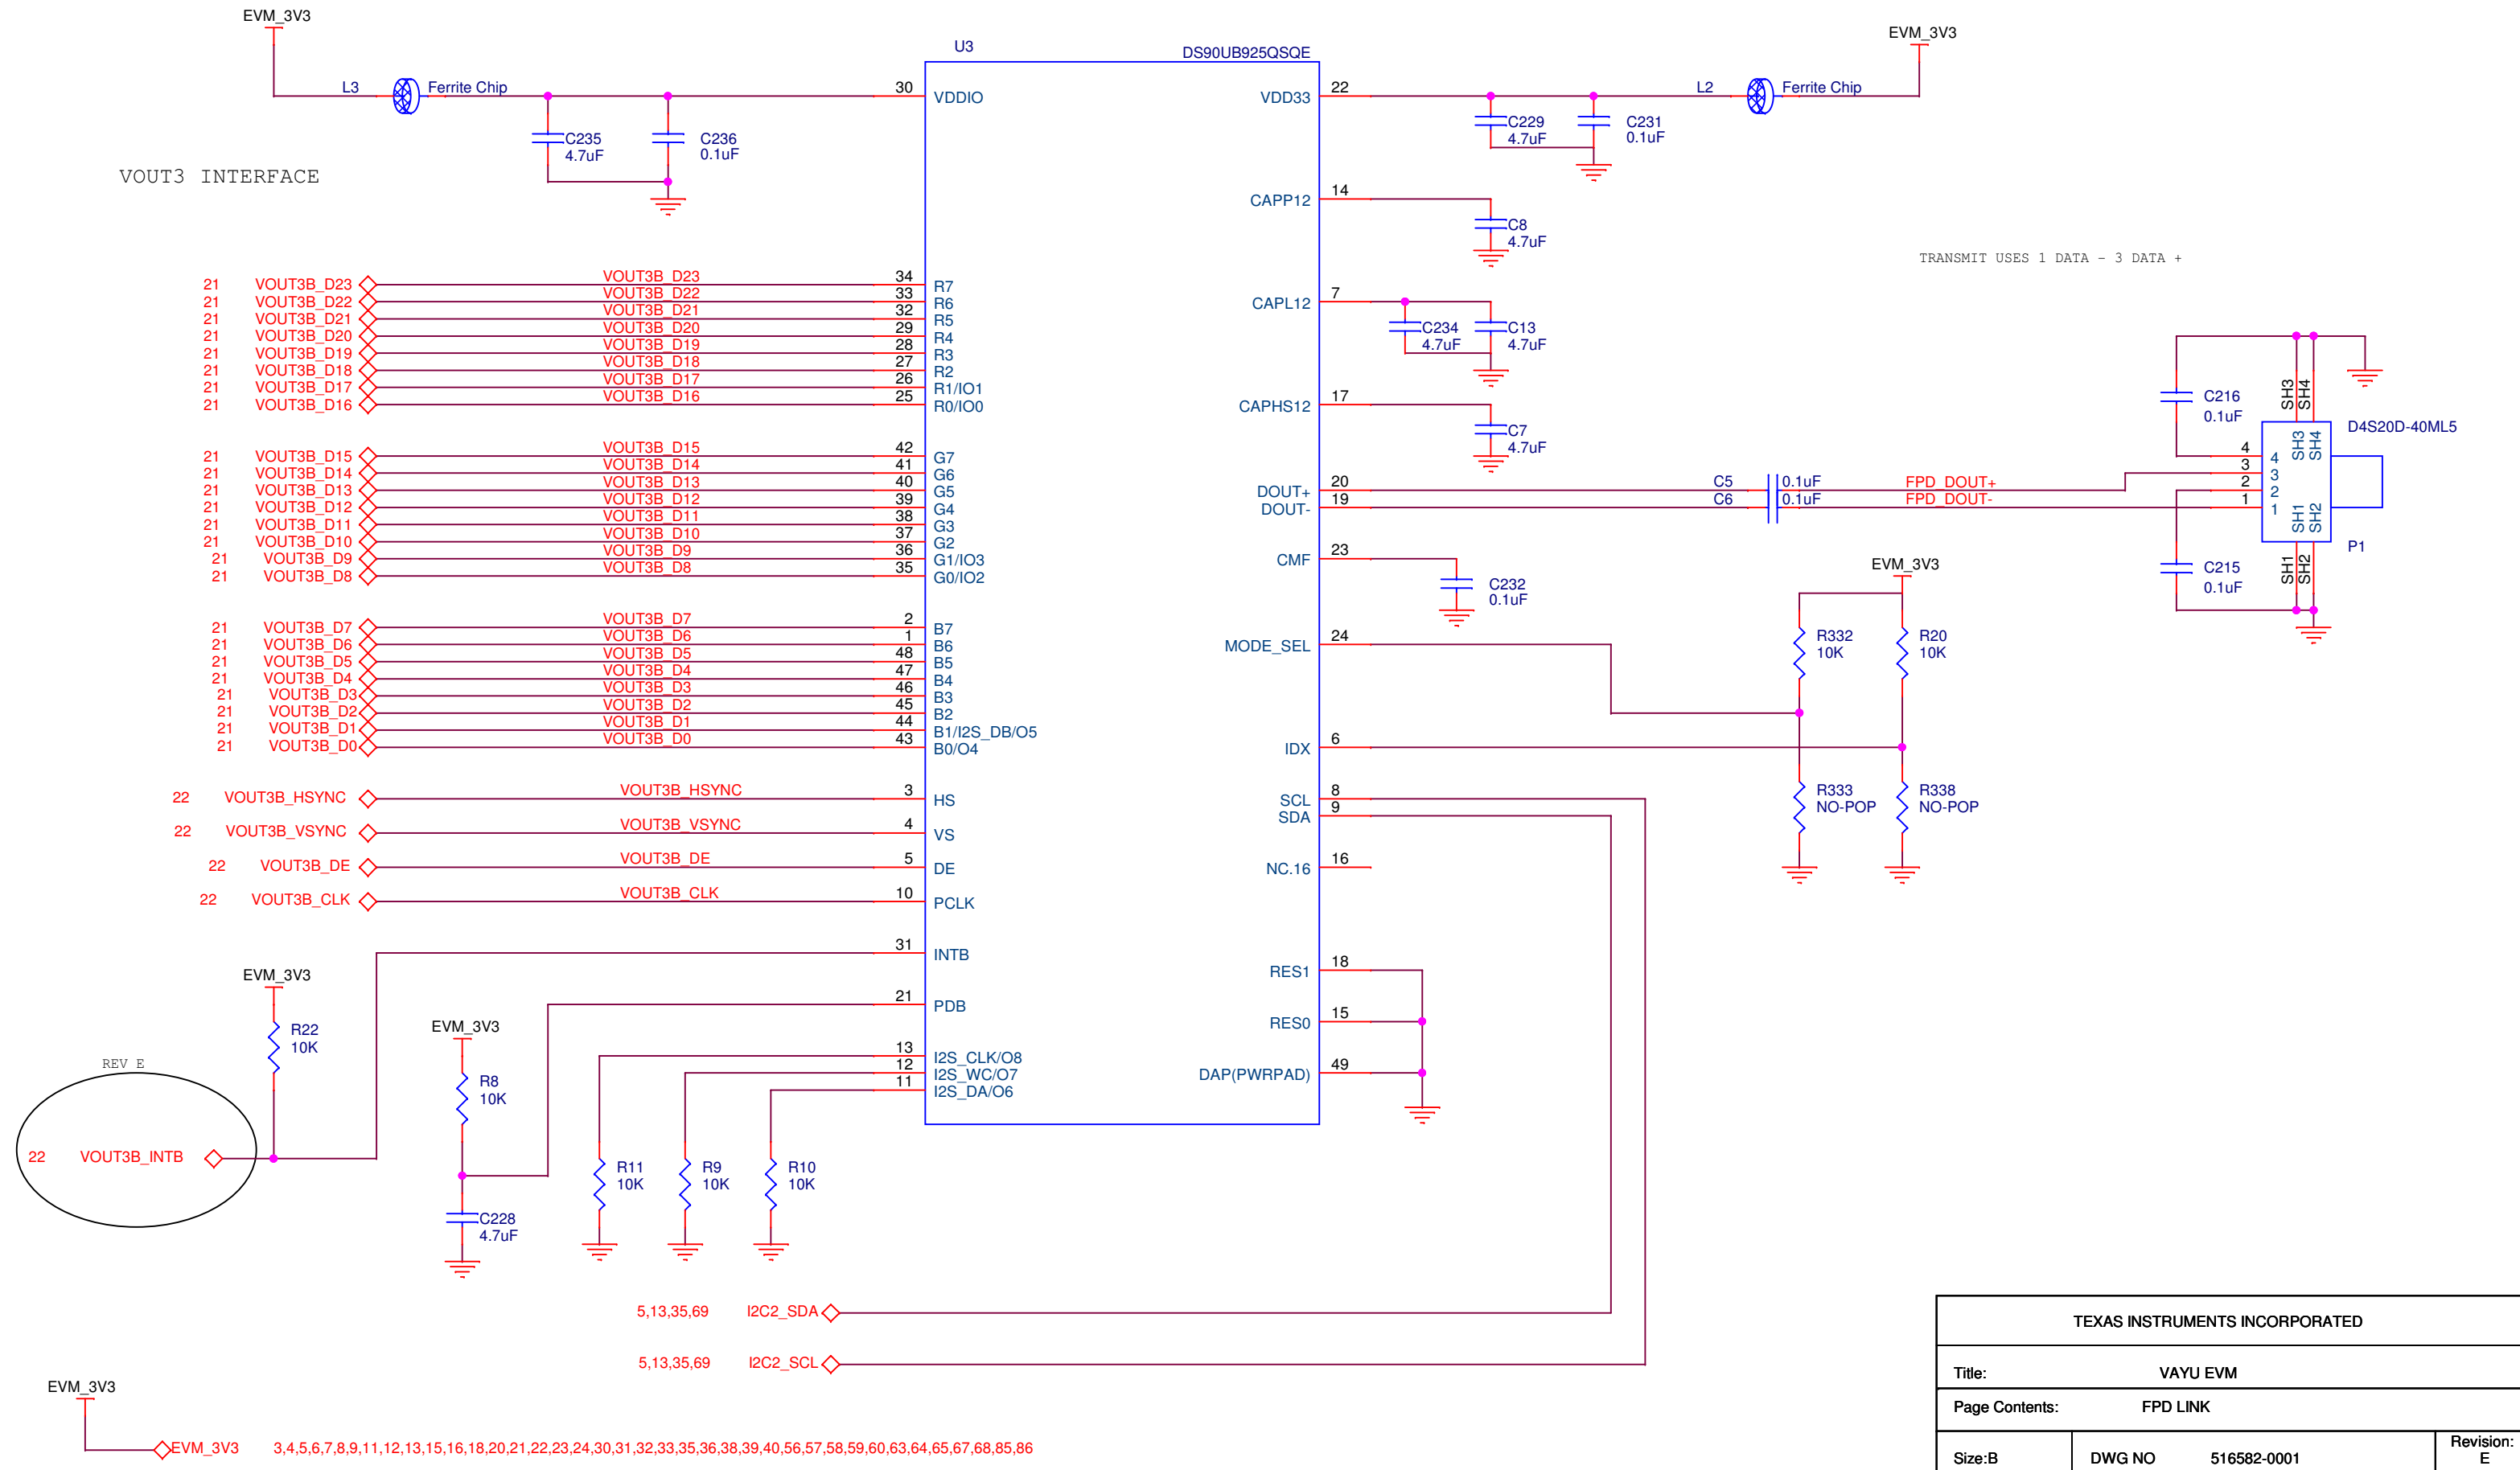 EVM_3V3
EVM_3V3
U3
DS90UB925QSQE
L3
Ferrite Chip
30
VDDIO
VDD33
22
L2
Ferrite Chip
C235
4.7uF
C236
0.1uF
C229
4.7uF
C231
0.1uF
VOUT3 INTERFACE
CAPP12
14
C8
4.7uF
TRANSMIT USES 1 DATA - 3 DATA +
21 VOUT3B_D23 VOUT3B_D23 34 R7
21 VOUT3B_D22 VOUT3B_D22 33 R6
21 VOUT3B_D21 VOUT3B_D21 32 R5
21 VOUT3B_D20 VOUT3B_D20 29 R4
21 VOUT3B_D19 VOUT3B_D19 28 R3
21 VOUT3B_D18 VOUT3B_D18 27 R2
21 VOUT3B_D17 VOUT3B_D17 26 R1/IO1
21 VOUT3B_D16 VOUT3B_D16 25 R0/IO0
CAPL12
7
C234
4.7uF
C13
4.7uF
CAPHS12
17
C7
4.7uF
C216
0.1uF
SH3
SH4
SH3
SH4
D4S20D-40ML5
4 4
3 3
2 2
1 1
SH1
SH2
SH1
SH2
P1
C215
0.1uF
21 VOUT3B_D15 VOUT3B_D15 42 G7
21 VOUT3B_D14 VOUT3B_D14 41 G6
21 VOUT3B_D13 VOUT3B_D13 40 G5
21 VOUT3B_D12 VOUT3B_D12 39 G4
21 VOUT3B_D11 VOUT3B_D11 38 G3
21 VOUT3B_D10 VOUT3B_D10 37 G2
21 VOUT3B_D9 VOUT3B_D9 36 G1/IO3
21 VOUT3B_D8 VOUT3B_D8 35 G0/IO2
DOUT+ 20 C5 0.1uF FPD_DOUT+
DOUT- 19 C6 0.1uF FPD_DOUT-
CMF
23
C232
0.1uF
EVM_3V3
21 VOUT3B_D7 VOUT3B_D7 2 B7
21 VOUT3B_D6 VOUT3B_D6 1 B6
21 VOUT3B_D5 VOUT3B_D5 48 B5
21 VOUT3B_D4 VOUT3B_D4 47 B4
21 VOUT3B_D3 VOUT3B_D3 46 B3
21 VOUT3B_D2 VOUT3B_D2 45 B2
21 VOUT3B_D1 VOUT3B_D1 44 B1/I2S_DB/O5
21 VOUT3B_D0 VOUT3B_D0 43 B0/O4
MODE_SEL
24
R332
10K
R20
10K
IDX
6
R333
NO-POP
R338
NO-POP
22 VOUT3B_HSYNC VOUT3B_HSYNC 3 HS
22 VOUT3B_VSYNC VOUT3B_VSYNC 4 VS
22 VOUT3B_DE VOUT3B_DE 5 DE
22 VOUT3B_CLK VOUT3B_CLK 10 PCLK
SCL 8
SDA 9
NC.16 16
31 INTB
RES1 18
21 PDB
RES0 15
13 I2S_CLK/O8
12 I2S_WC/O7
11 I2S_DA/O6
DAP(PWRPAD) 49
EVM_3V3
R22
10K
EVM_3V3
R8
10K
REV E
22 VOUT3B_INTB
R11
10K
R9
10K
R10
10K
C228
4.7uF
5,13,35,69 I2C2_SDA
5,13,35,69 I2C2_SCL
EVM_3V3
EVM_3V3 3,4,5,6,7,8,9,11,12,13,15,16,18,20,21,22,23,24,30,31,32,33,35,36,38,39,40,56,57,58,59,60,63,64,65,67,68,85,86
TEXAS INSTRUMENTS INCORPORATED
Title: VAYU EVM
Page Contents: FPD LINK
Size:B DWG NO 516582-0001
Revision:
E